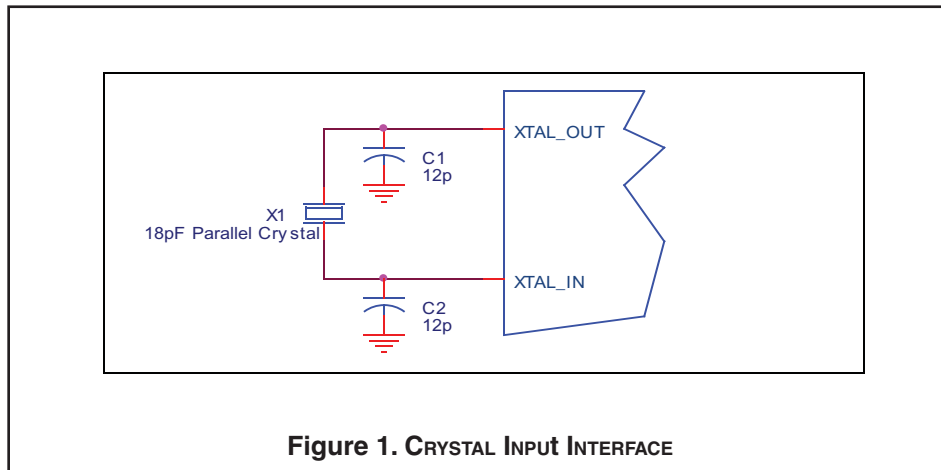 XTAL_OUT
C1
12p
X1
18pF Parallel Crystal
XTAL_IN
C2
12p
Figure 1. CRYSTAL INPUT INTERFACE